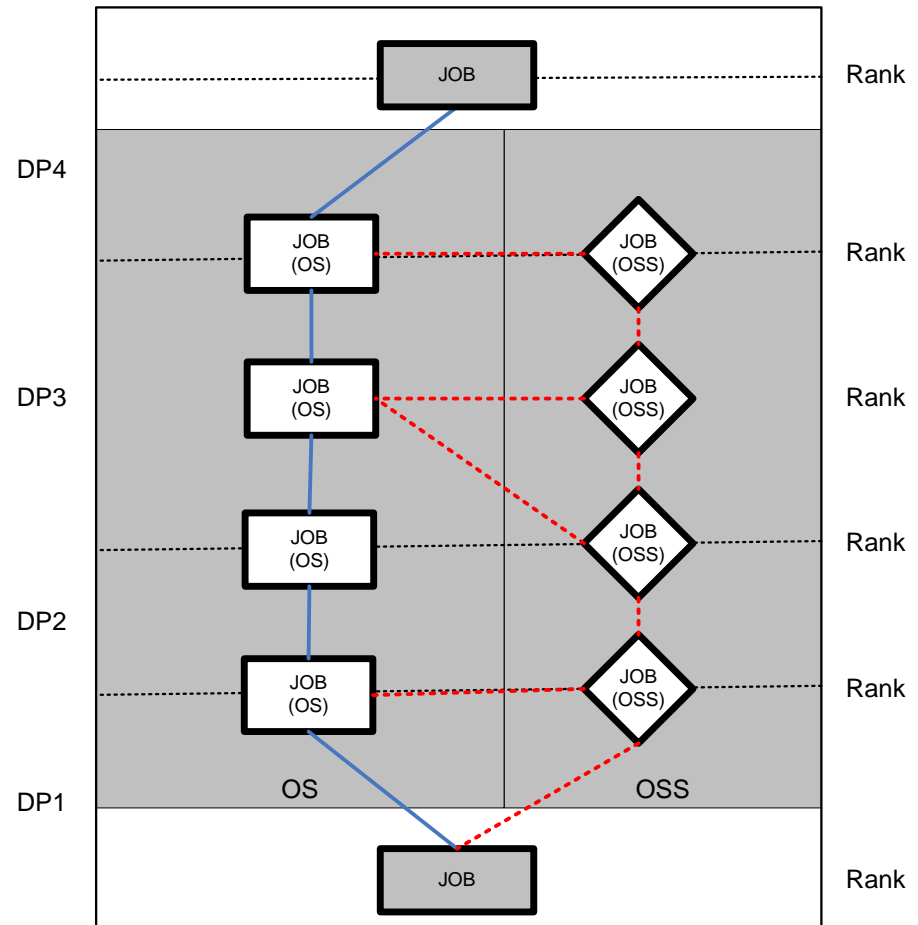 JOB
Rank
DP4
JOB
(OS)
JOB
(OSS)
Rank
DP3
JOB
(OS)
JOB
(OSS)
Rank
JOB
(OS)
JOB
(OSS)
Rank
DP2
JOB
(OS)
JOB
(OSS)
Rank
OS
OSS
DP1
JOB
Rank